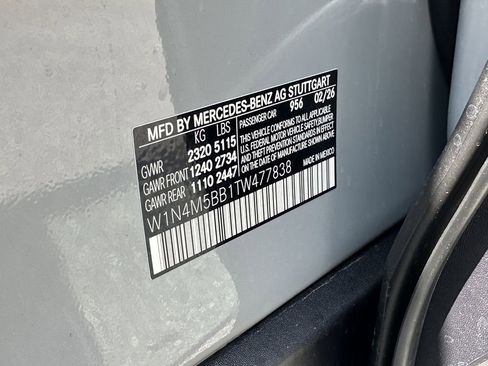 MFD BY MERCEDES-BENZ AG STUTTGART
KG LBS PASSENGER CAR 956 02/26
GVWR 2320 5115
GAWR FRONT 1240 2734
GAWR REAR 1110 2447
THIS VEHICLE CONFORMS TO ALL APPLICABLE
U.S. FEDERAL MOTOR VEHICLE SAFETY/BUMPER
AND THEFT PREVENTION STANDARDS IN EFFECT
ON THE DATE OF MANUFACTURE SHOWN ABOVE.
MADE IN MEXICO
W1N4M5BB1TW477838